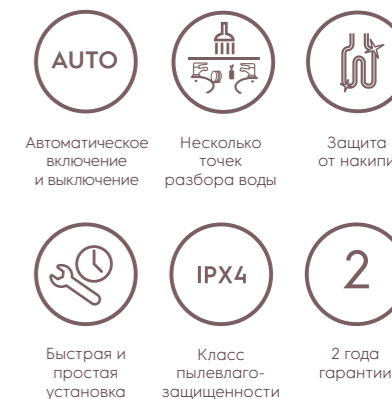 AUTO
Автоматическое
включение
и выключение
Несколько
точек
разбора воды
Защита
от накипи
IPX4
2
Быстрая и
простая
установка
Класс
пылевлаго-
защищенности
2 года
гарантии